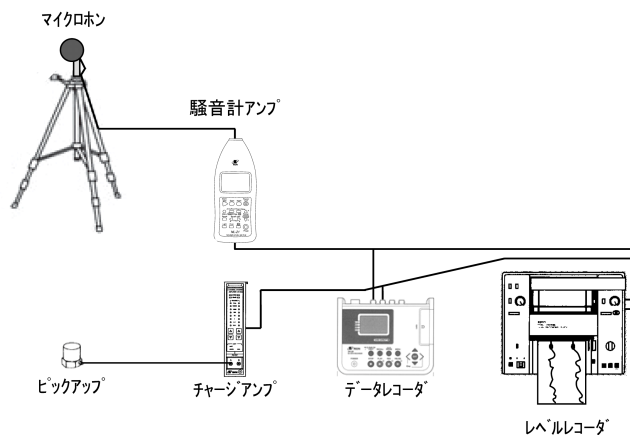 マイクロホン
騒音計アンプ
ピックアップ
チャージアンプ
データレコーダ
レベルレコーダ